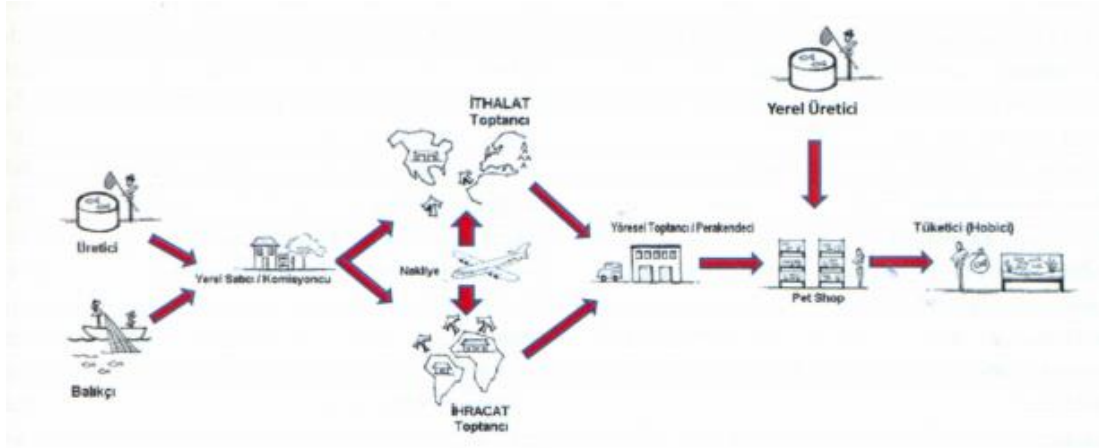 Üretici
Balıkçı
Yerel Satıcı / Komisyoncu
İTHALAT
Toptancı
Nakliye
İHRACAT
Toptancı
Yöresel Toptancı / Perakendeci
Yerel Üretici
Pet Shop
Tüketici (Hobici)